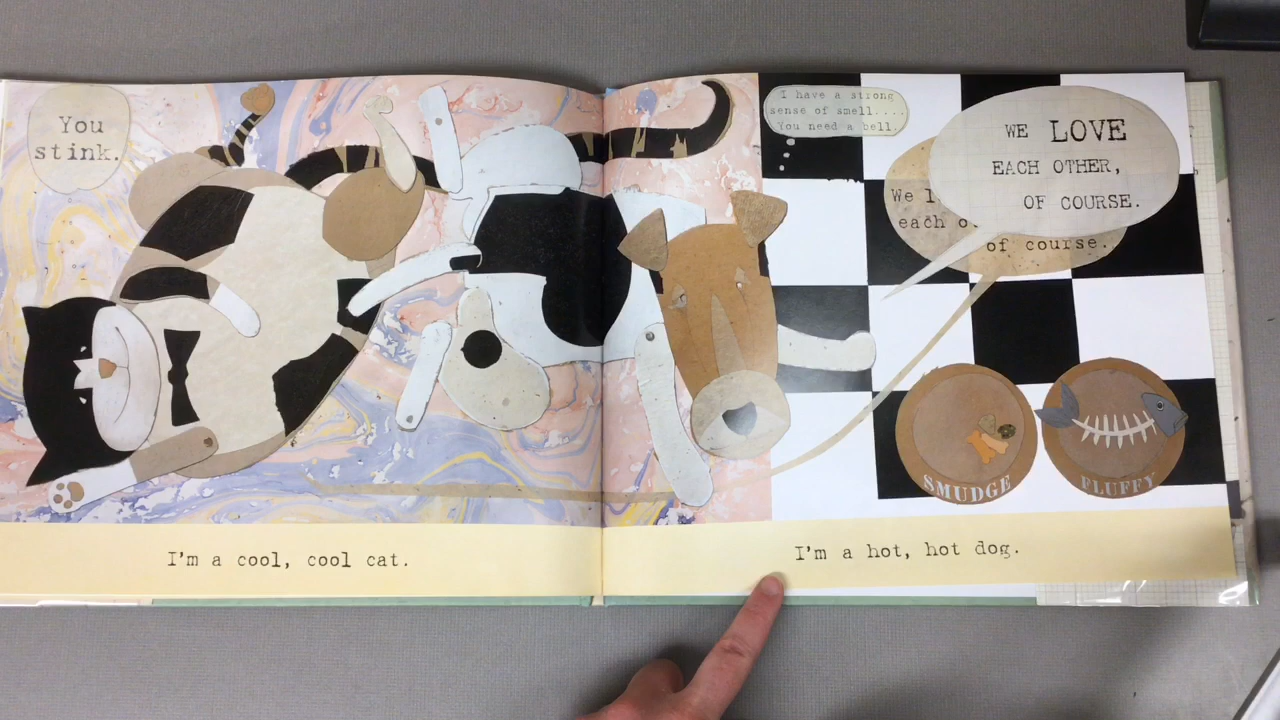 You
stink.
I'm a cool, cool cat.
I have a strong
sense of smell....
You need a bell.
WE LOVE
EACH OTHER,
OF COURSE.
We
each
of course.
SMUDGE
FLUFFY
I'm a hot, hot dog.